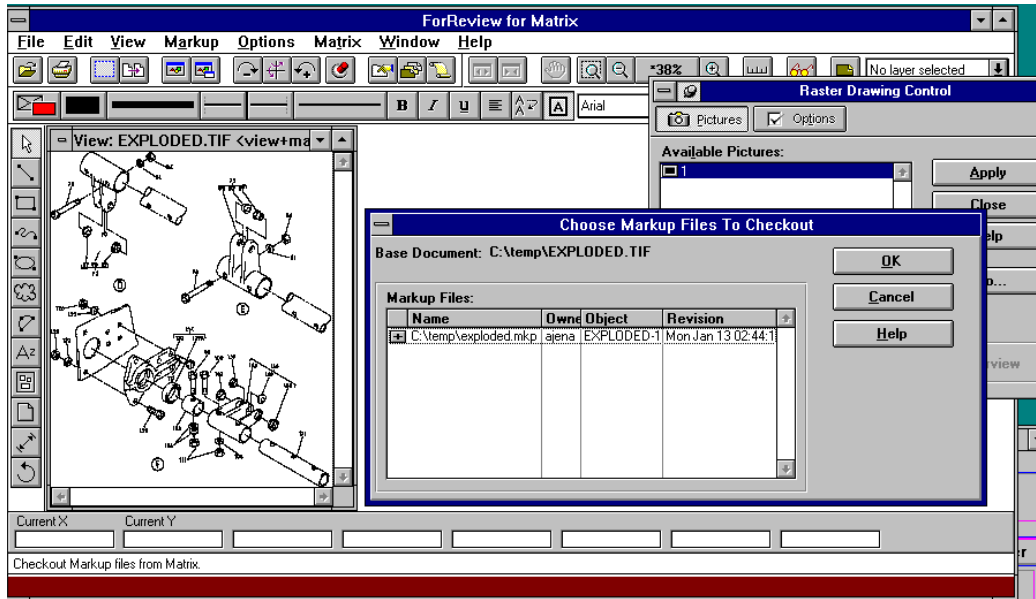 ForReview for Matrix
File Edit View Markup Options Matrix Window Help
*38% No layer selected
B I u A Arial
Raster Drawing Control
Pictures Options
View: EXPLODED.TIF <view+ma
Available Pictures:
1
Apply
Close
Choose Markup Files To Checkout
Base Document: C:\temp\EXPLODED.TIF
OK
Cancel
Help
Markup Files:
Name Owne Object Revision
C:\temp\exploded.mkp ajena EXPLODED-1 Mon Jan 13 02:44:1
elp
o...
view
D
E
F
Az
Current X Current Y
Checkout Markup files from Matrix.